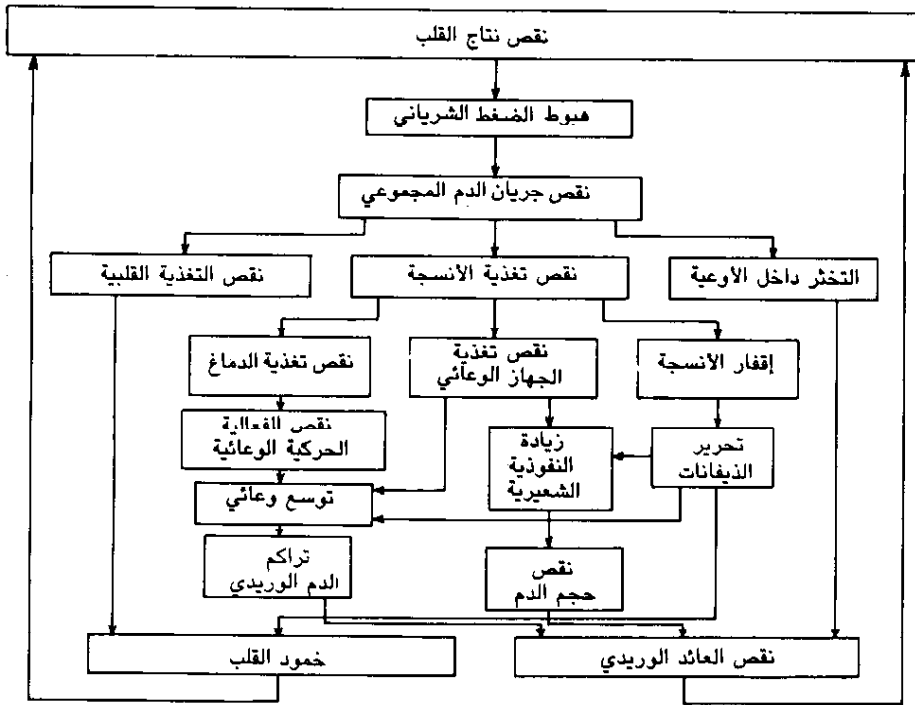 نقص نتاج القلب
هبوط الضغط الشرياني
نقص جريان الدم المجموعي
نقص التغذية القلبية
نقص تغذية الأنسجة
التخثر داخل الأوعية
نقص تغذية الدماغ
نقص تغذية
الجهاز الوعائي
إقفار الأنسجة
نقص الفعالية
الحركية الوعائية
زيادة
النفوذية
الشعيرية
تحرير
الذيفانات
توسع وعائي
تراكم
الدم الوريدي
نقص
حجم الدم
خمود القلب
نقص العائد الوريدي